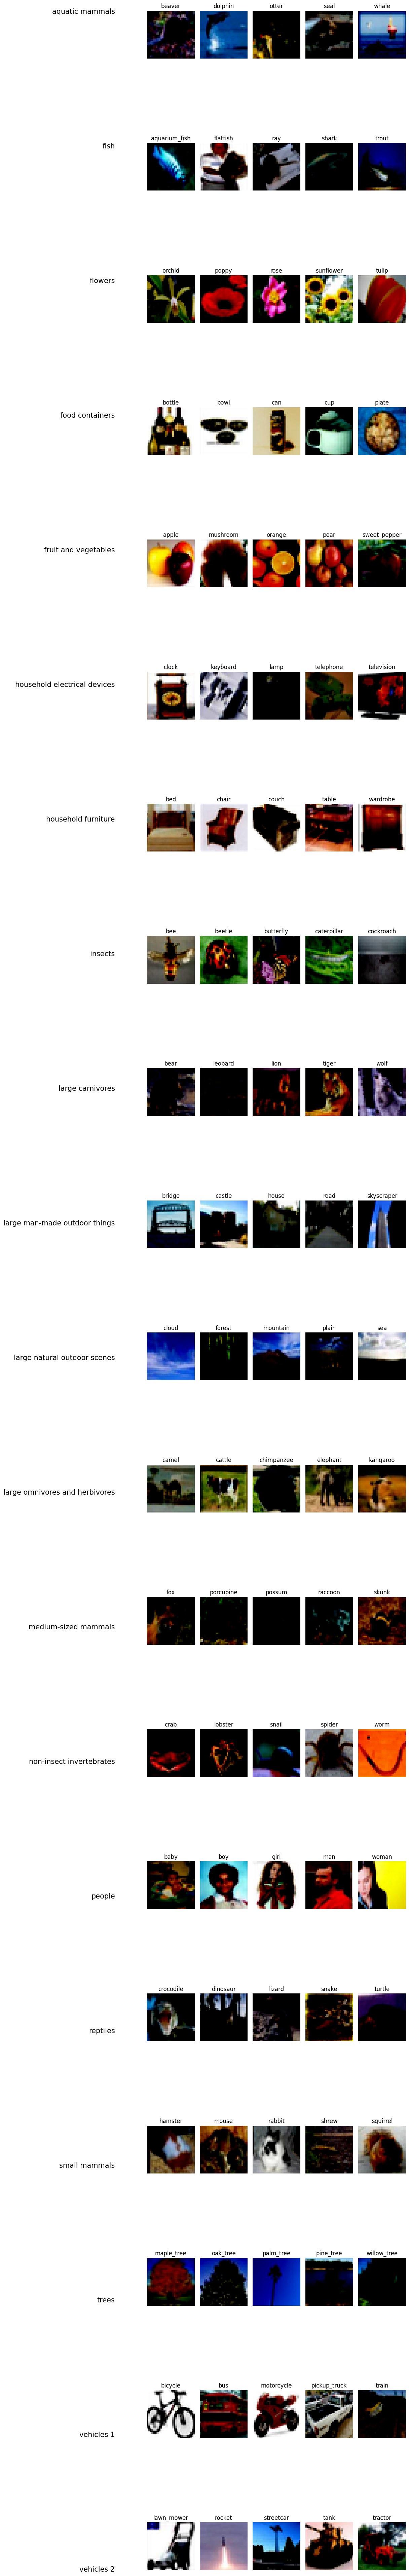 aquatic mammals
beaver dolphin otter seal whale
fish
aquarium_fish flatfish ray shark trout
flowers
orchid poppy rose sunflower tulip
food containers
bottle bowl can cup plate
fruit and vegetables
apple mushroom orange pear sweet_pepper
household electrical devices
clock keyboard lamp telephone television
household furniture
bed chair couch table wardrobe
insects
bee beetle butterfly caterpillar cockroach
large carnivores
bear leopard lion tiger wolf
large man-made outdoor things
bridge castle house road skyscraper
large natural outdoor scenes
cloud forest mountain plain sea
large omnivores and herbivores
camel cattle chimpanzee elephant kangaroo
medium-sized mammals
fox porcupine possum raccoon skunk
non-insect invertebrates
crab lobster snail spider worm
people
baby boy girl man woman
reptiles
crocodile dinosaur lizard snake turtle
small mammals
hamster mouse rabbit shrew squirrel
trees
maple_tree oak_tree palm_tree pine_tree willow_tree
vehicles 1
bicycle bus motorcycle pickup_truck train
vehicles 2
lawn_mower rocket streetcar tank tractor